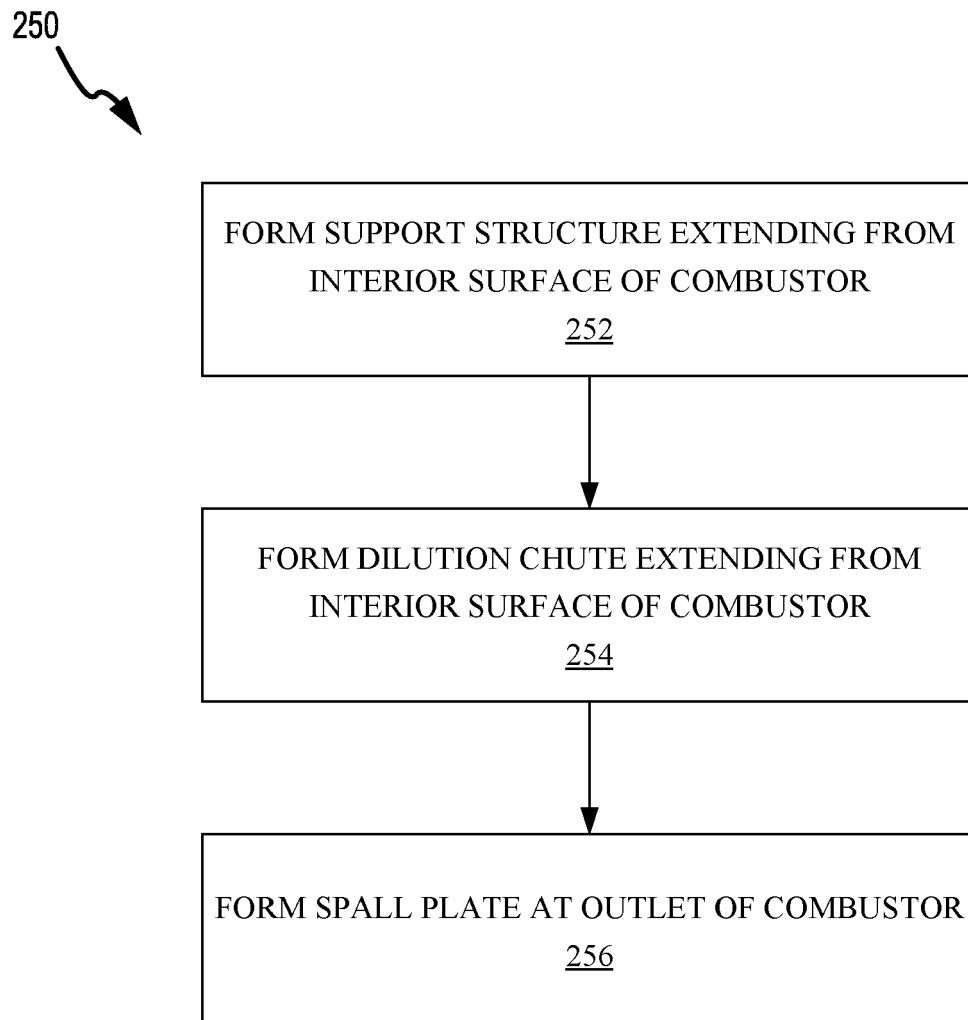 250
FORM SUPPORT STRUCTURE EXTENDING FROM
INTERIOR SURFACE OF COMBUSTOR
252
FORM DILUTION CHUTE EXTENDING FROM
INTERIOR SURFACE OF COMBUSTOR
254
FORM SPALL PLATE AT OUTLET OF COMBUSTOR
256